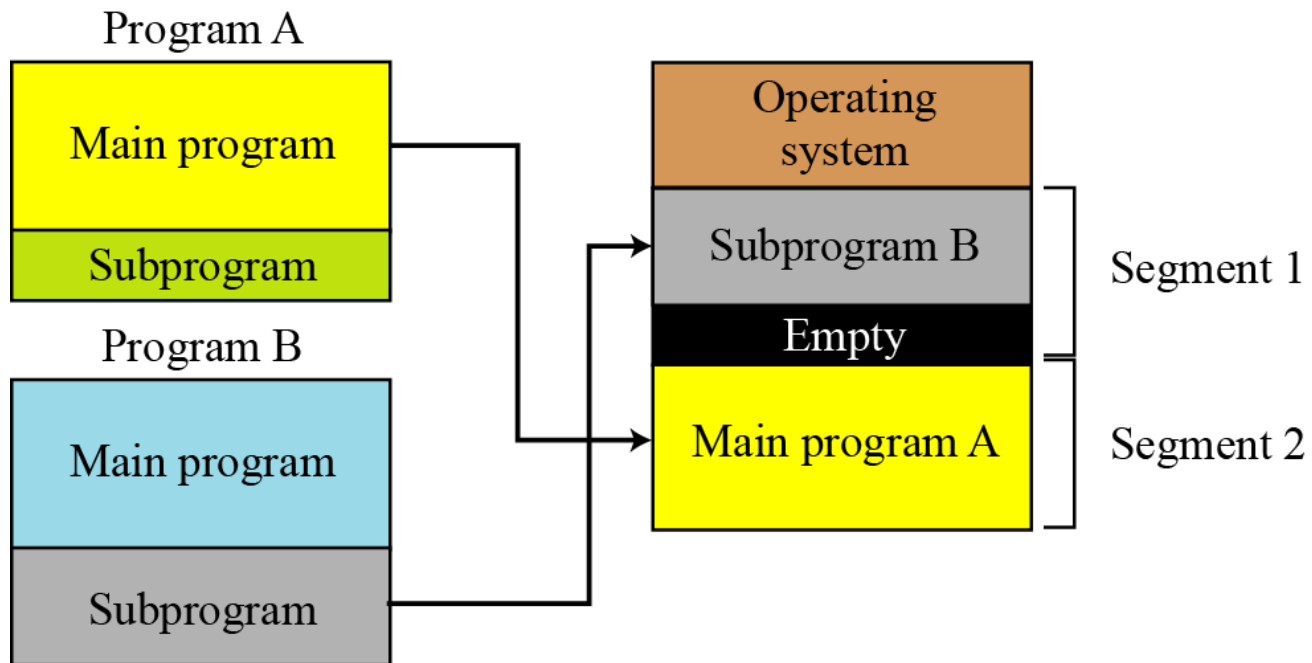 Program A
Main program
Subprogram
Program B
Main program
Subprogram
Operating
system
Subprogram B
Empty
Main program A
Segment 1
Segment 2